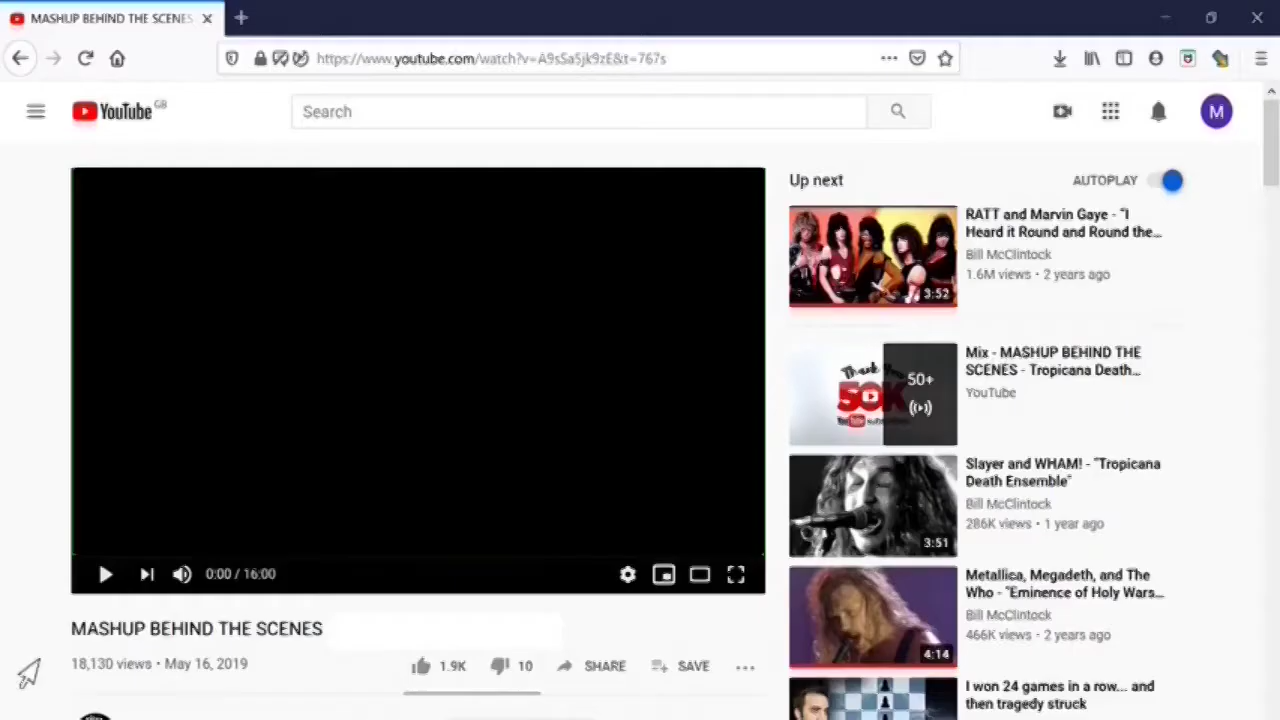 MASHUP BEHIND THE SCENES
https://www.youtube.com/watch?v=A9sSa5jk9zE&t=767s
YouTube GB
Search
M
Up next
AUTOPLAY
RATT and Marvin Gaye - "I
Heard it Round and Round the...
Bill McClintock
1.6M views • 2 years ago
3:52
Mix - MASHUP BEHIND THE
SCENES - Tropicana Death...
YouTube
Thank You
50K
YouTube
50+
Slayer and WHAM! - "Tropicana
Death Ensemble"
Bill McClintock
286K views • 1 year ago
3:51
Metallica, Megadeth, and The
Who - "Eminence of Holy Wars...
Bill McClintock
466K views • 2 years ago
4:14
I won 24 games in a row... and
then tragedy struck
0:00 / 16:00
MASHUP BEHIND THE SCENES
18,130 views • May 16, 2019
1.9K
10
SHARE
SAVE